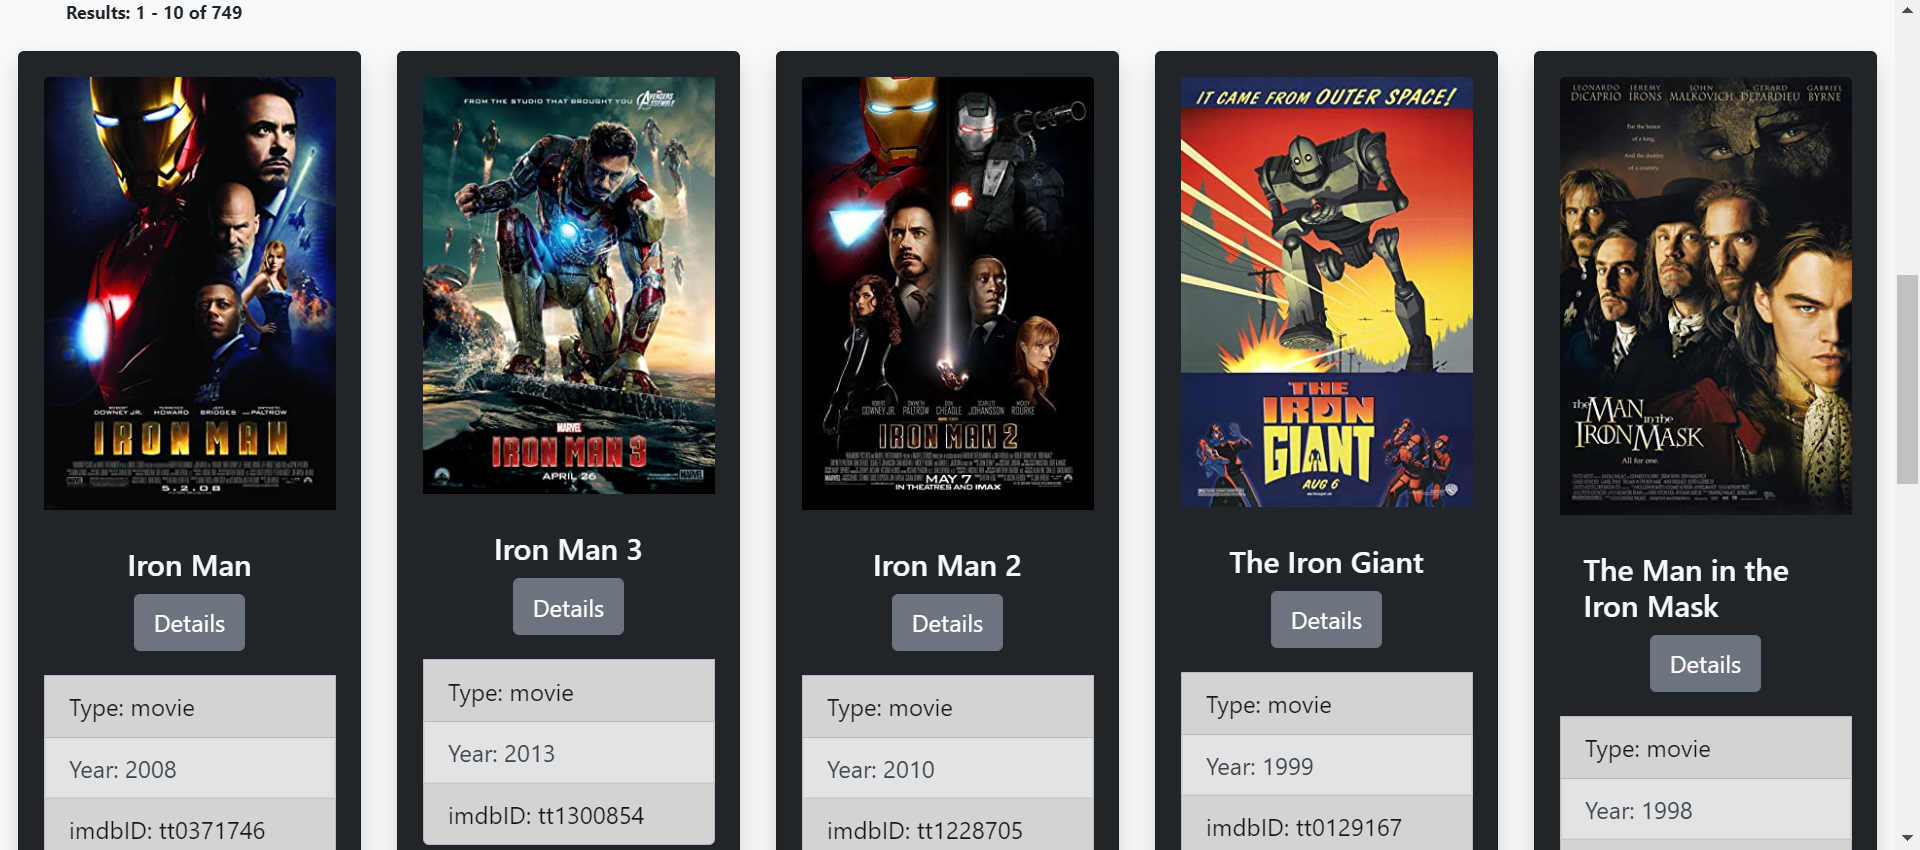 Results: 1 - 10 of 749
FROM THE STUDIO THAT BROUGHT YOU
AVENGERS
ASSEMBLE
IT CAME FROM OUTER SPACE!
LEONARDO JEREMY JOHN GERARD GABRIEL
DICAPRIO IRONS MALKOVICH DEPARDIEU BYRNE
For the honor
of a king.
And the destiny
of a country.
ROBERT TERRENCE JEFF GWYNETH
DOWNEY JR. HOWARD BRIDGES AND PALTROW
IRON MAN
5.2.08
MARVEL
IRON MAN 3
APRIL 26
MARVEL
ROBERT GWYNETH DON SCARLETT MICKEY
DOWNEY JR. PALTROW CHEADLE JOHANSSON ROURKE
IRON MAN 2
MAY 7
IN THEATRES AND IMAX
THE
IRON
GIANT
AUG 6
The MAN in the
IRON MASK
All for one.
Iron Man
Details
Type: movie
Year: 2008
imdbID: tt0371746
Iron Man 3
Details
Type: movie
Year: 2013
imdbID: tt1300854
Iron Man 2
Details
Type: movie
Year: 2010
imdbID: tt1228705
The Iron Giant
Details
Type: movie
Year: 1999
imdbID: tt0129167
The Man in the
Iron Mask
Details
Type: movie
Year: 1998